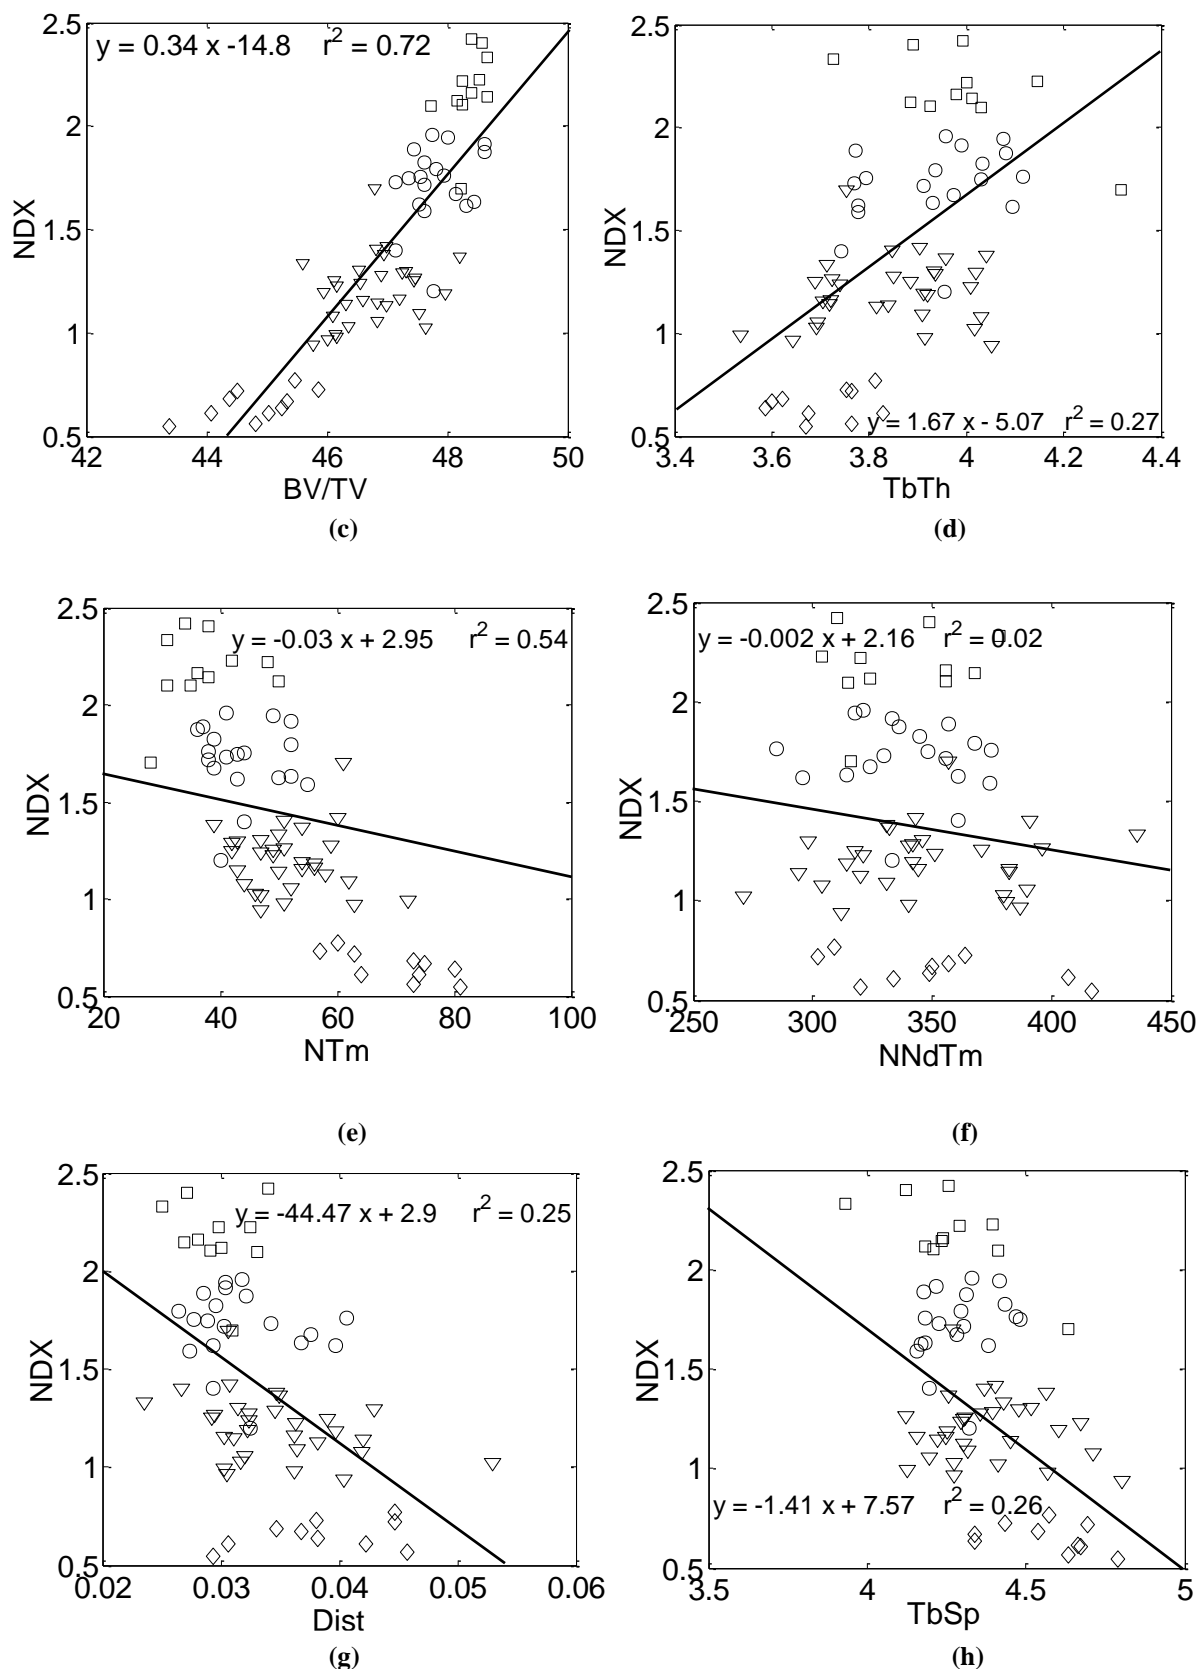 y = 0.34 x -14.8 r2 = 0.72
NDX
2.5
2
1.5
1
0.5
42 44 46 48 50
BV/TV
(c)
NDX
2.5
2
1.5
1
0.5
y = 1.67 x - 5.07 r2 = 0.27
3.4 3.6 3.8 4 4.2 4.4
TbTh
(d)
y = -0.03 x + 2.95 r2 = 0.54
NDX
2.5
2
1.5
1
0.5
20 40 60 80 100
NTm
(e)
y = -0.002 x + 2.16 r2 = 0.02
NDX
2.5
2
1.5
1
0.5
250 300 350 400 450
NNdTm
(f)
y = -44.47 x + 2.9 r2 = 0.25
NDX
2.5
2
1.5
1
0.5
0.02 0.03 0.04 0.05 0.06
Dist
(g)
NDX
2.5
2
1.5
1
0.5
y = -1.41 x + 7.57 r2 = 0.26
3.5 4 4.5 5
TbSp
(h)